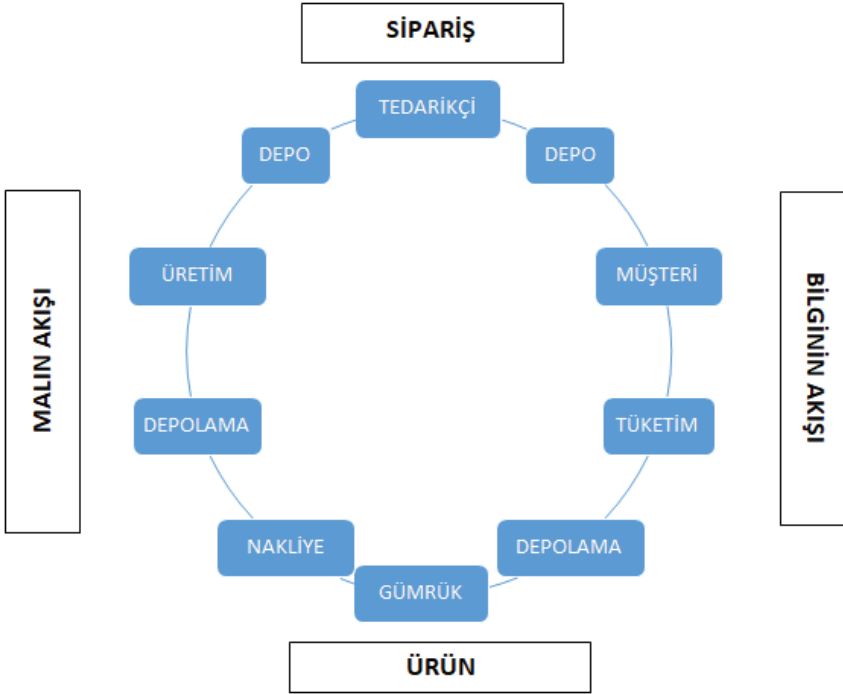 SİPARİŞ
TEDARİKÇİ
DEPO
DEPO
ÜRETİM
MÜŞTERİ
MALIN AKIŞI
BİLGİNİN AKIŞI
DEPOLAMA
TÜKETİM
NAKLİYE
DEPOLAMA
GÜMRÜK
ÜRÜN